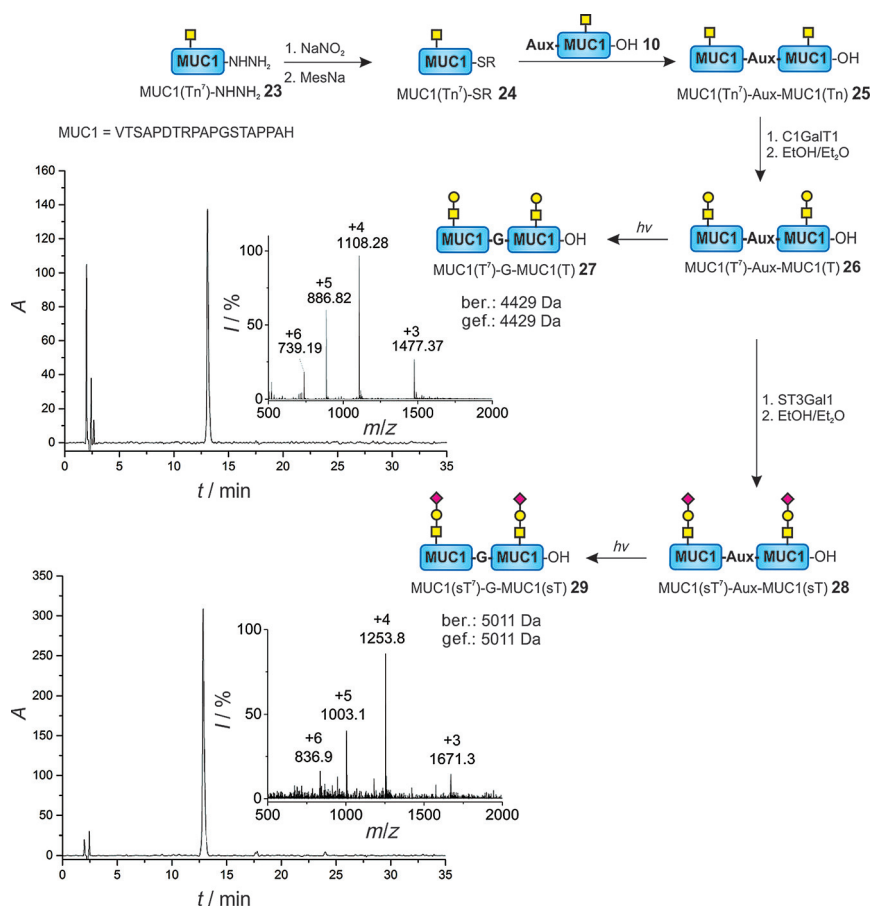 MUC1 -NHNH₂
MUC1(Tn⁷)-NHNH₂ 23
1. NaNO₂
2. MesNa
MUC1 -SR
MUC1(Tn⁷)-SR 24
Aux- MUC1 -OH 10
MUC1 -Aux- MUC1 -OH
MUC1(Tn⁷)-Aux-MUC1(Tn) 25
MUC1 = VTSAPDTRPAPGSTAPPAH
1. C1GalT1
2. EtOH/Et₂O
MUC1 -Aux- MUC1 -OH
MUC1(T⁷)-Aux-MUC1(T) 26
hν
MUC1 -G- MUC1 -OH
MUC1(T⁷)-G-MUC1(T) 27
ber.: 4429 Da
gef.: 4429 Da
160
140
120
100
80
60
40
20
0
A
0 5 10 15 20 25 30 35
t / min
100
50
0
I / %
+4
1108.28
+5
886.82
+6
739.19
+3
1477.37
500 1000 1500 2000
m/z
1. ST3Gal1
2. EtOH/Et₂O
MUC1 -Aux- MUC1 -OH
MUC1(sT⁷)-Aux-MUC1(sT) 28
hν
MUC1 -G- MUC1 -OH
MUC1(sT⁷)-G-MUC1(sT) 29
ber.: 5011 Da
gef.: 5011 Da
350
300
250
200
150
100
50
0
A
0 5 10 15 20 25 30 35
t / min
100
50
0
I / %
+4
1253.8
+5
1003.1
+6
836.9
+3
1671.3
500 1000 1500 2000
m/z